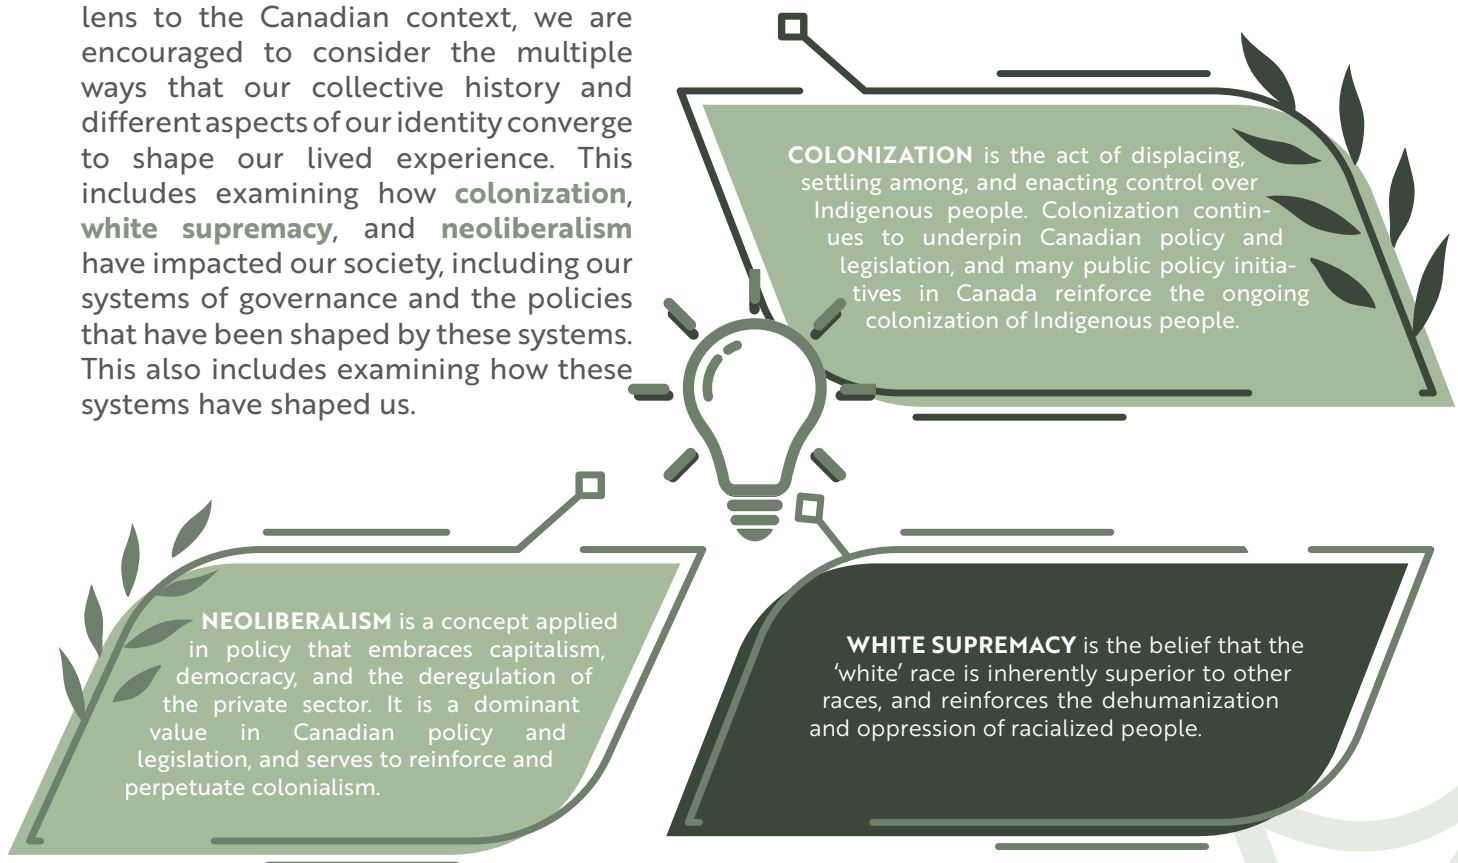 lens to the Canadian context, we are
encouraged to consider the multiple
ways that our collective history and
different aspects of our identity converge
to shape our lived experience. This
includes examining how colonization,
white supremacy, and neoliberalism
have impacted our society, including our
systems of governance and the policies
that have been shaped by these systems.
This also includes examining how these
systems have shaped us.
COLONIZATION is the act of displacing,
settling among, and enacting control over
Indigenous people. Colonization contin-
ues to underpin Canadian policy and
legislation, and many public policy initia-
tives in Canada reinforce the ongoing
colonization of Indigenous people.
NEOLIBERALISM is a concept applied
in policy that embraces capitalism,
democracy, and the deregulation of
the private sector. It is a dominant
value in Canadian policy and
legislation, and serves to reinforce and
perpetuate colonialism.
WHITE SUPREMACY is the belief that the
‘white’ race is inherently superior to other
races, and reinforces the dehumanization
and oppression of racialized people.